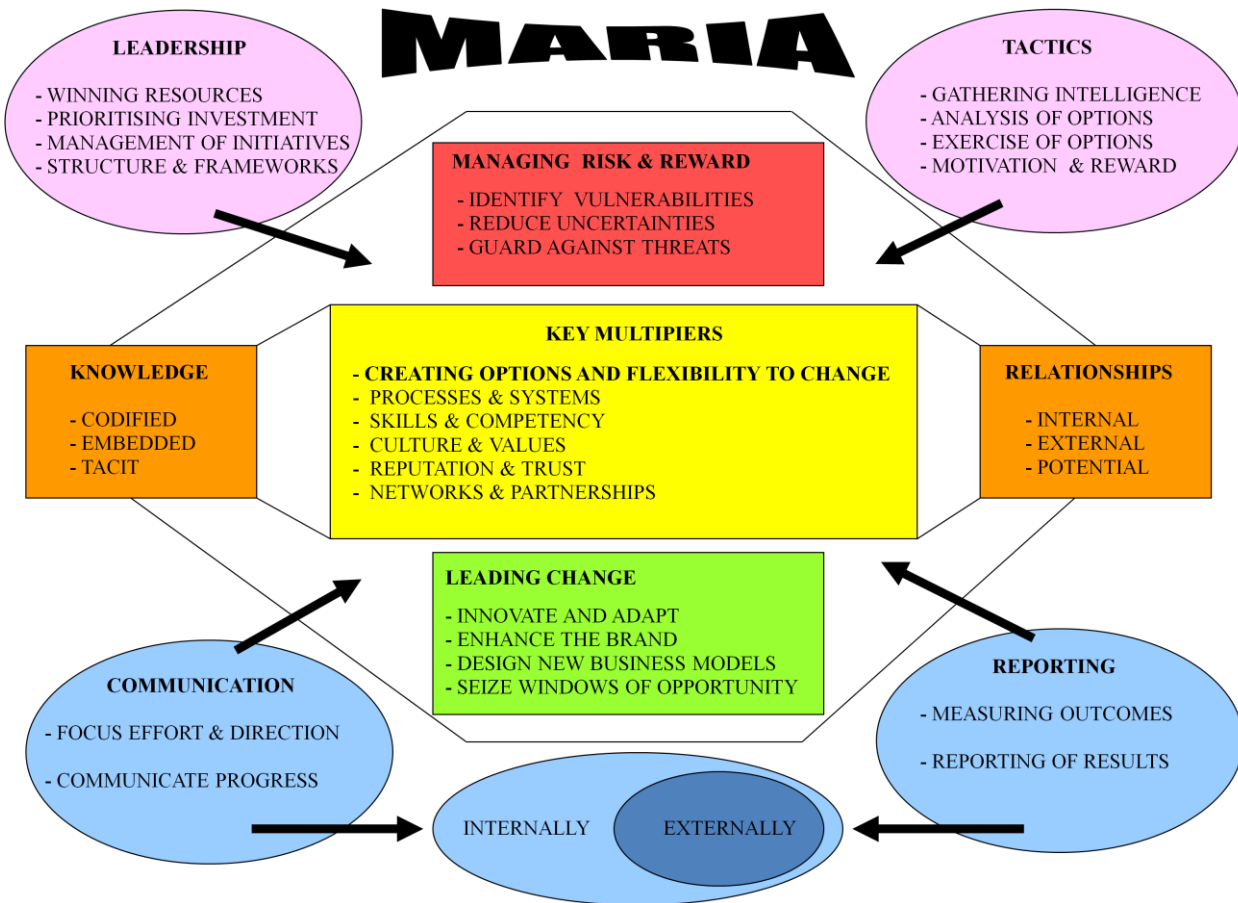 MARIA
LEADERSHIP
- WINNING RESOURCES
- PRIORITISING INVESTMENT
- MANAGEMENT OF INITIATIVES
- STRUCTURE & FRAMEWORKS
TACTICS
- GATHERING INTELLIGENCE
- ANALYSIS OF OPTIONS
- EXERCISE OF OPTIONS
- MOTIVATION & REWARD
MANAGING RISK & REWARD
- IDENTIFY VULNERABILITIES
- REDUCE UNCERTAINTIES
- GUARD AGAINST THREATS
KNOWLEDGE
- CODIFIED
- EMBEDDED
- TACIT
KEY MULTIPIERS
- CREATING OPTIONS AND FLEXIBILITY TO CHANGE
- PROCESSES & SYSTEMS
- SKILLS & COMPETENCY
- CULTURE & VALUES
- REPUTATION & TRUST
- NETWORKS & PARTNERSHIPS
RELATIONSHIPS
- INTERNAL
- EXTERNAL
- POTENTIAL
LEADING CHANGE
- INNOVATE AND ADAPT
- ENHANCE THE BRAND
- DESIGN NEW BUSINESS MODELS
- SEIZE WINDOWS OF OPPORTUNITY
COMMUNICATION
- FOCUS EFFORT & DIRECTION
- COMMUNICATE PROGRESS
REPORTING
- MEASURING OUTCOMES
- REPORTING OF RESULTS
INTERNALLY
EXTERNALLY